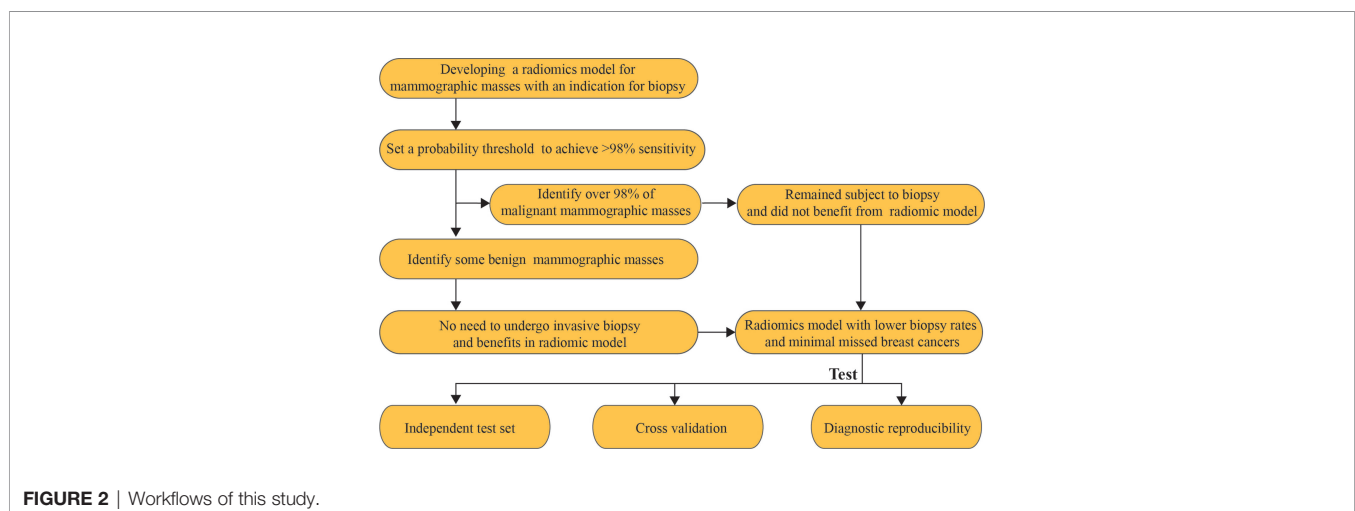 Developing a radiomics model for
mammographic masses with an indication for biopsy
Set a probability threshold to achieve >98% sensitivity
Identify over 98% of
malignant mammographic masses
Remained subject to biopsy
and did not benefit from radiomic model
Identify some benign mammographic masses
No need to undergo invasive biopsy
and benefits in radiomic model
Radiomics model with lower biopsy rates
and minimal missed breast cancers
Test
Independent test set
Cross validation
Diagnostic reproducibility
FIGURE 2 | Workflows of this study.